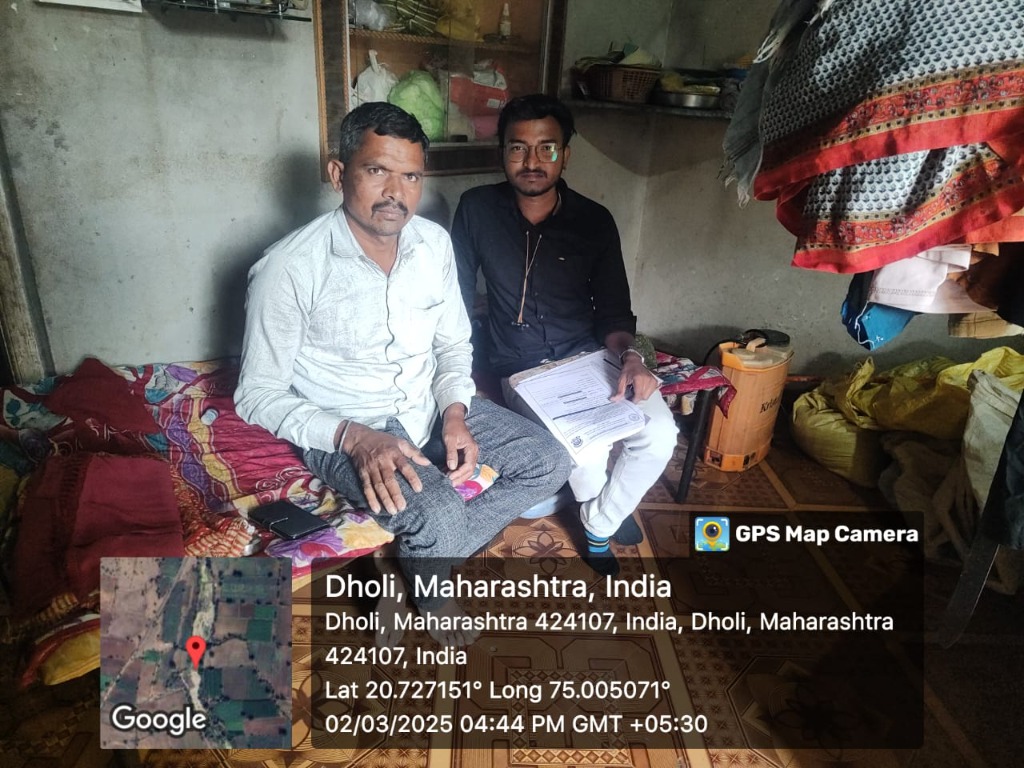 GPS Map Camera
Dholi, Maharashtra, India
Dholi, Maharashtra 424107, India, Dholi, Maharashtra
424107, India
Lat 20.727151° Long 75.005071°
02/03/2025 04:44 PM GMT +05:30
Google